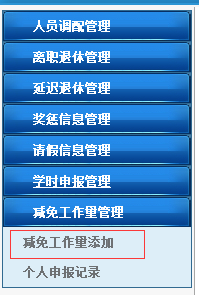 人员调配管理
离职退休管理
延迟退休管理
奖惩信息管理
请假信息管理
学时申报管理
减免工作量管理
减免工作量添加
个人申报记录